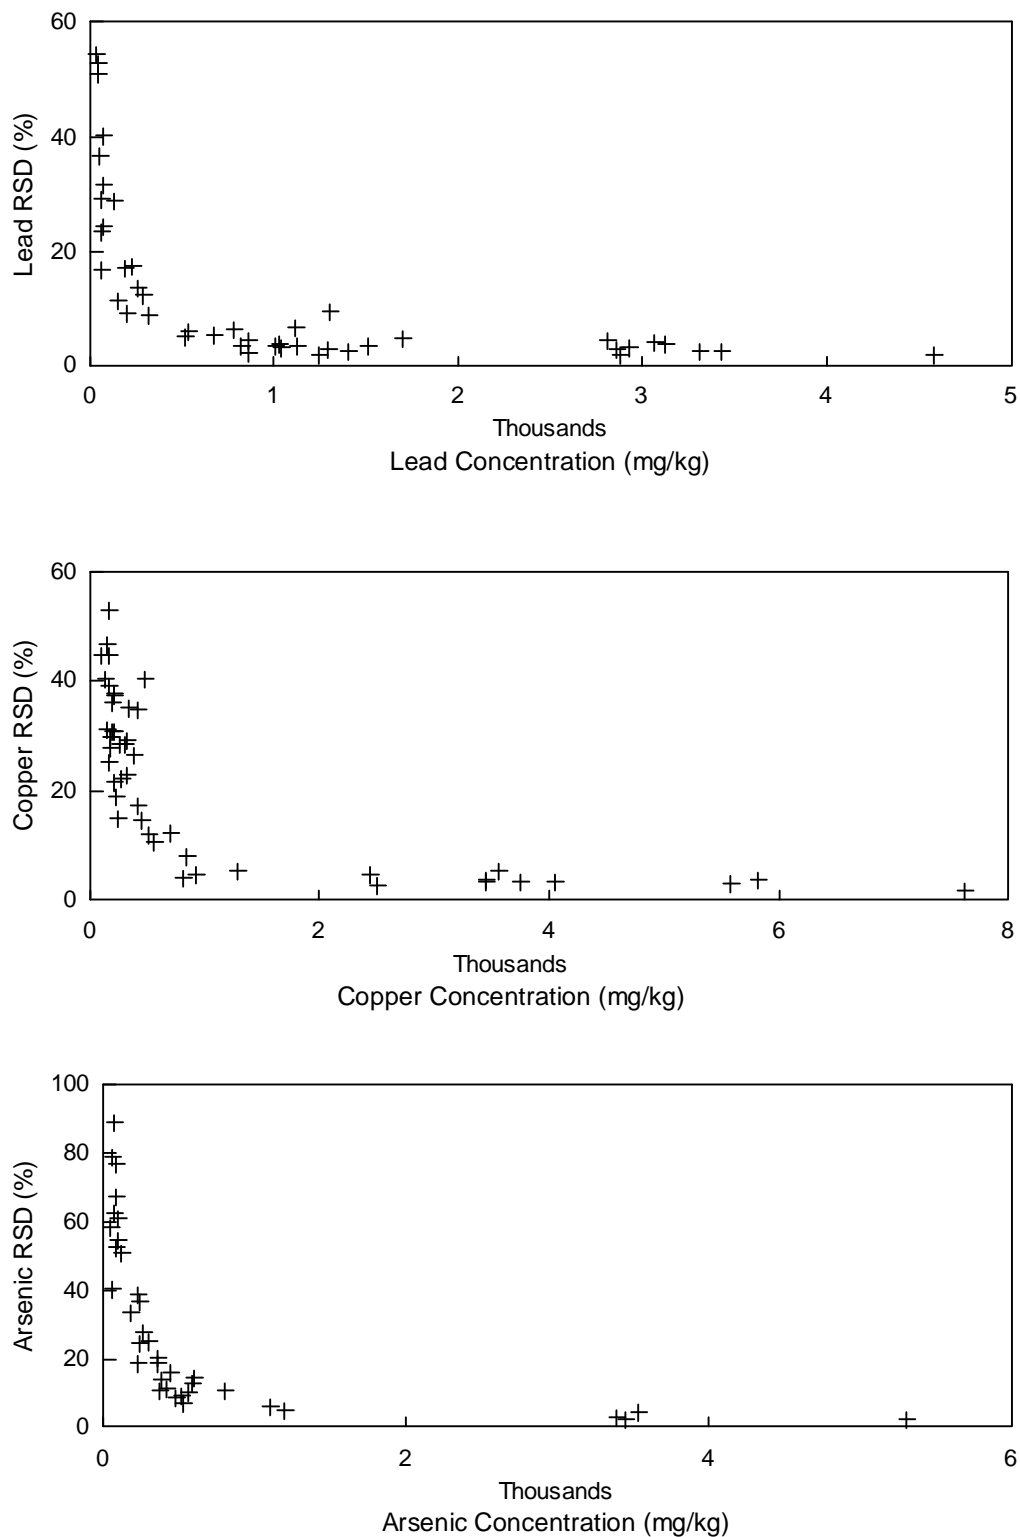 60
40
20
0
Lead RSD (%)
0 1 2 3 4 5
Thousands
Lead Concentration (mg/kg)
60
40
20
0
Copper RSD (%)
0 2 4 6 8
Thousands
Copper Concentration (mg/kg)
100
80
60
40
20
0
Arsenic RSD (%)
0 2 4 6
Thousands
Arsenic Concentration (mg/kg)